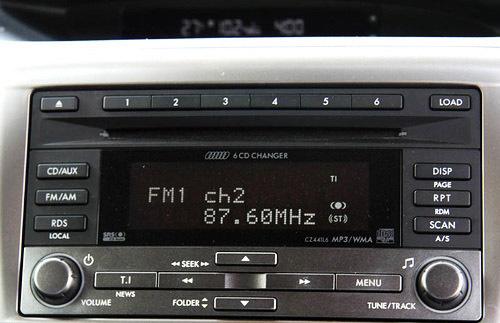 1 2 3 4 5 6 LOAD
6 CD CHANGER
CD/AUX
FM/AM
RDS
LOCAL
TI
FM1 ch2
87.60MHz
(ST)
SRS
CZ441L6 MP3/WMA
DISP
PAGE
RPT
RDM
SCAN
A/S
SEEK
T.I
NEWS
MENU
VOLUME
FOLDER
TUNE/TRACK